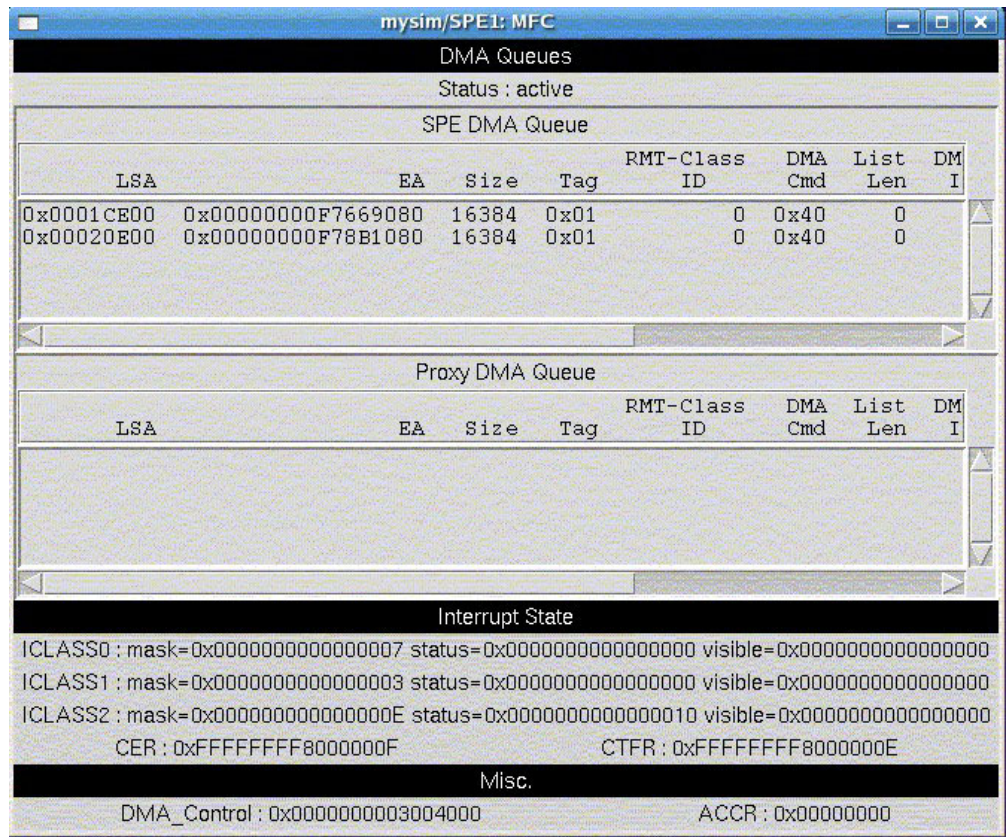 mysim/SPE1: MFC
DMA Queues
Status : active
SPE DMA Queue
RMT-Class DMA List DM
LSA EA Size Tag ID Cmd Len I
0x0001CE00 0x00000000F7669080 16384 0x01 0 0x40 0
0x00020E00 0x00000000F78B1080 16384 0x01 0 0x40 0
Proxy DMA Queue
RMT-Class DMA List DM
LSA EA Size Tag ID Cmd Len I
Interrupt State
ICLASS0 : mask=0x0000000000000007 status=0x0000000000000000 visible=0x0000000000000000
ICLASS1 : mask=0x0000000000000003 status=0x0000000000000000 visible=0x0000000000000000
ICLASS2 : mask=0x000000000000000E status=0x0000000000000010 visible=0x0000000000000000
CER : 0xFFFFFFFF8000000F CTFR : 0xFFFFFFFF8000000E
Misc.
DMA_Control : 0x0000000003004000 ACCR : 0x00000000